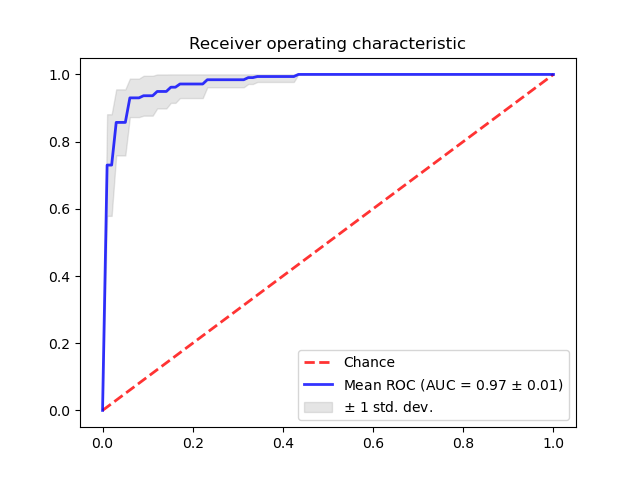 Receiver operating characteristic
1.0
0.8
0.6
0.4
0.2
0.0
Chance
Mean ROC (AUC = 0.97 ± 0.01)
± 1 std. dev.
0.0 0.2 0.4 0.6 0.8 1.0